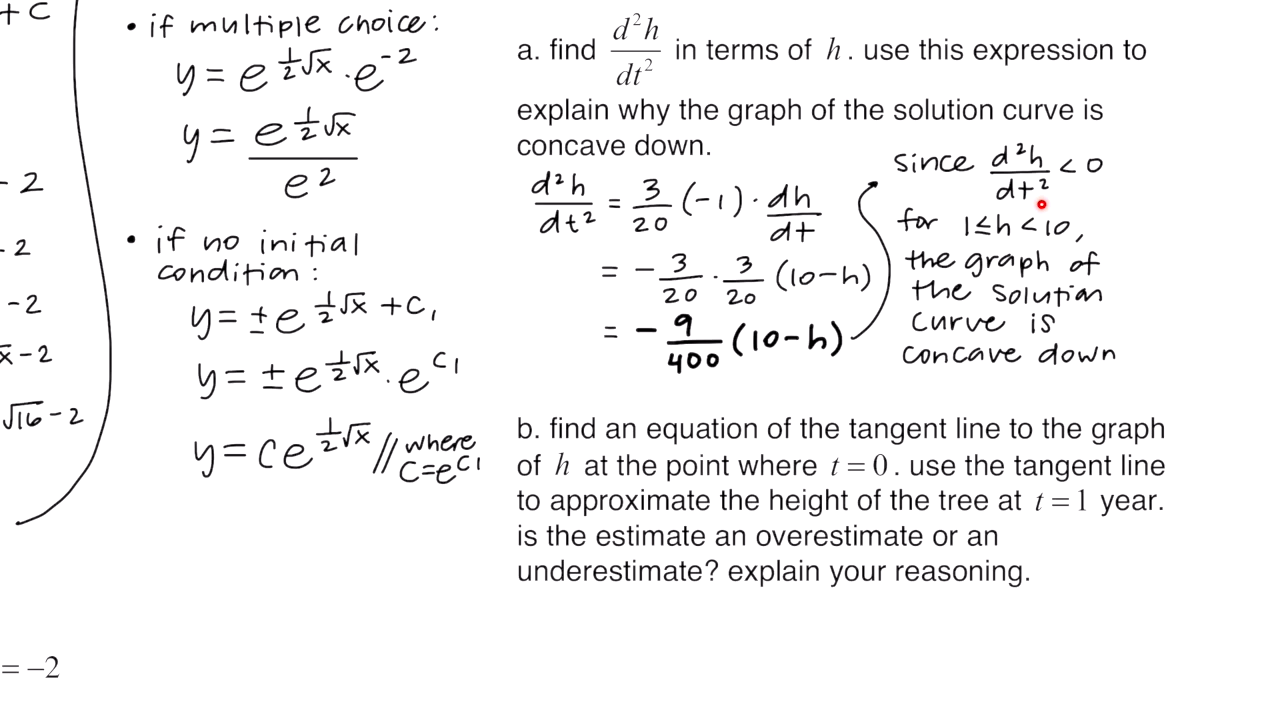 + C
- 2
- 2
- 2
x̄ - 2
√16 - 2
= −2
• if multiple choice:
y = e^{½√x} · e^{-2}
y = e^{½√x} / e^2
• if no initial
condition:
y = ± e^{½√x + C₁}
y = ± e^{½√x} · e^{C₁}
y = Ce^{½√x} // where
C = e^{C₁}
a. find d²h/dt² in terms of h. use this expression to
explain why the graph of the solution curve is
concave down.
d²h/dt² = 3/20 (-1) · dh/dt
= - 3/20 · 3/20 (10-h)
= - 9/400 (10-h)
since d²h/dt² < 0
for 1 ≤ h < 10,
the graph of
the solution
curve is
concave down
b. find an equation of the tangent line to the graph
of h at the point where t = 0. use the tangent line
to approximate the height of the tree at t = 1 year.
is the estimate an overestimate or an
underestimate? explain your reasoning.